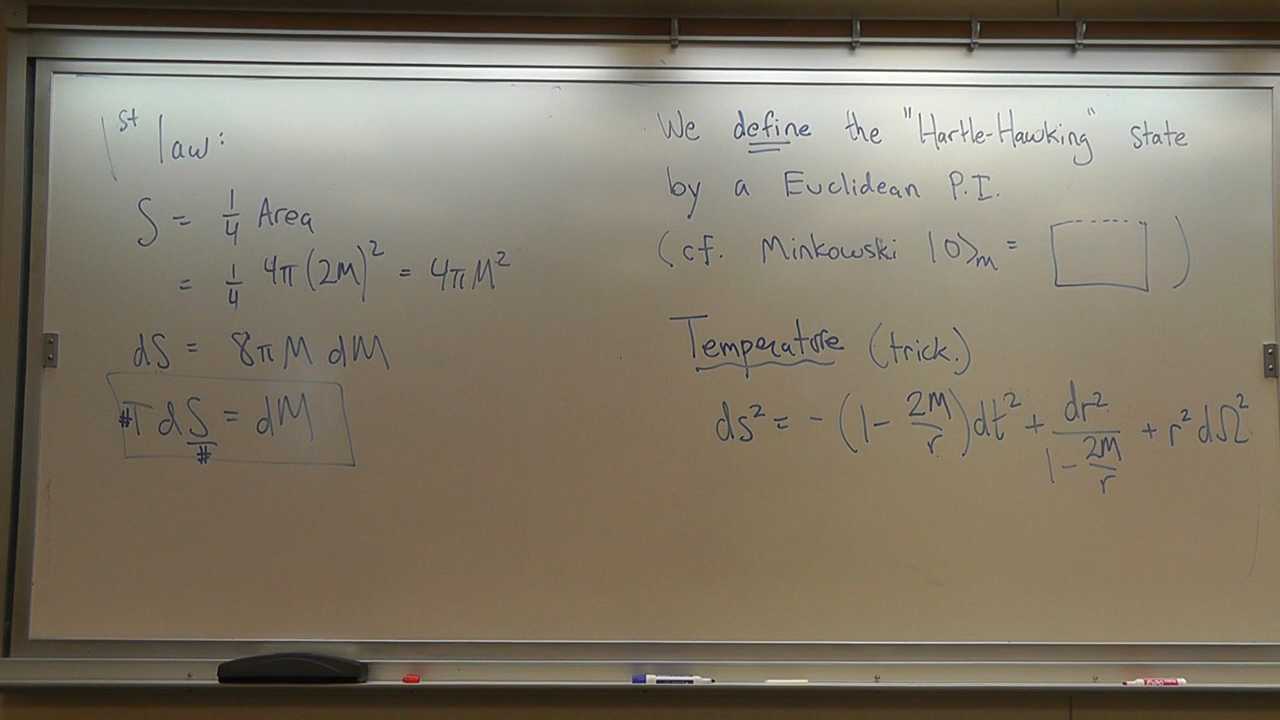 1st law:
S = 1/4 Area
= 1/4 4π(2M)² = 4πM²
dS = 8πM dM
#T dS/# = dM
We define the "Hartle-Hawking" state
by a Euclidean P.I.
(cf. Minkowski |0⟩ₘ = )
Temperature (trick.)
ds² = -(1 - 2M/r)dt² + dr²/(1 - 2M/r) + r²dΩ²